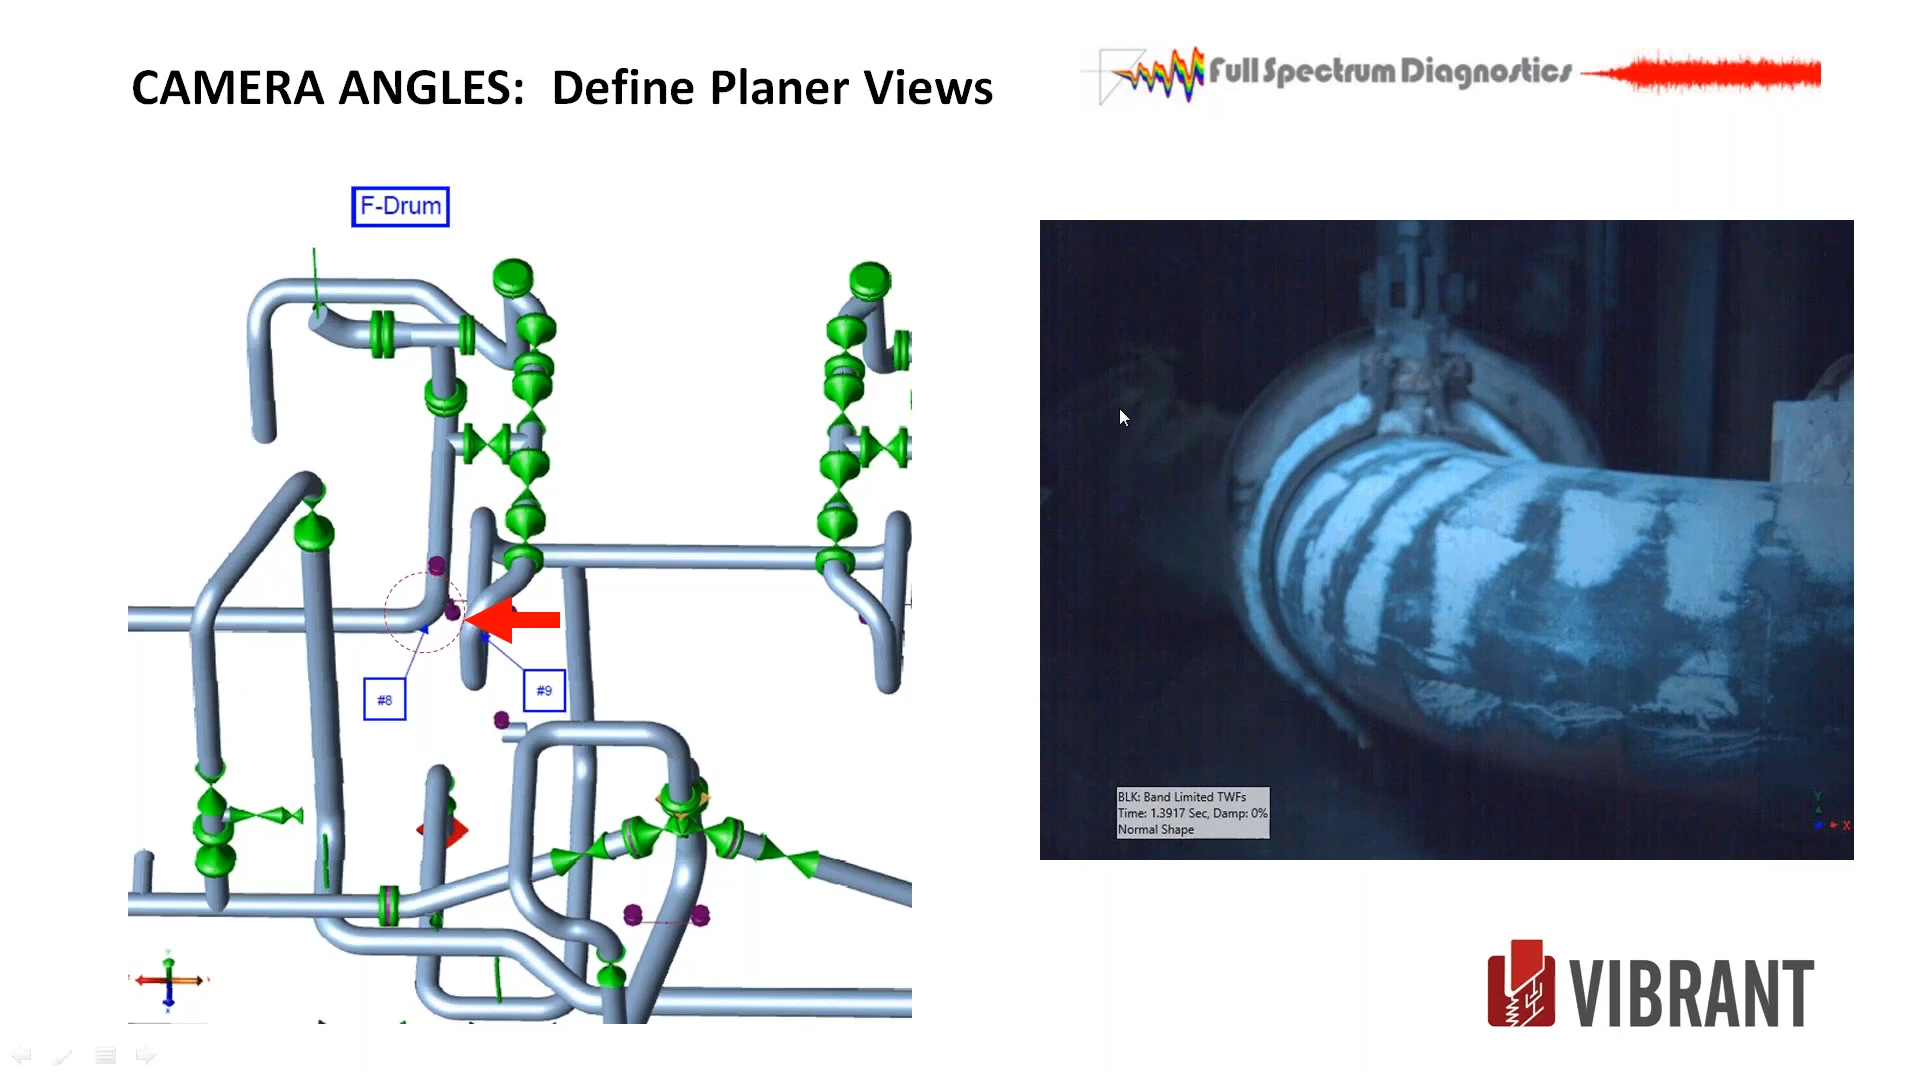 CAMERA ANGLES: Define Planer Views
Full Spectrum Diagnostics
F-Drum
#8
#9
BLK: Band Limited TWFs
Time: 1.3917 Sec, Damp: 0%
Normal Shape
Y
X
VIBRANT